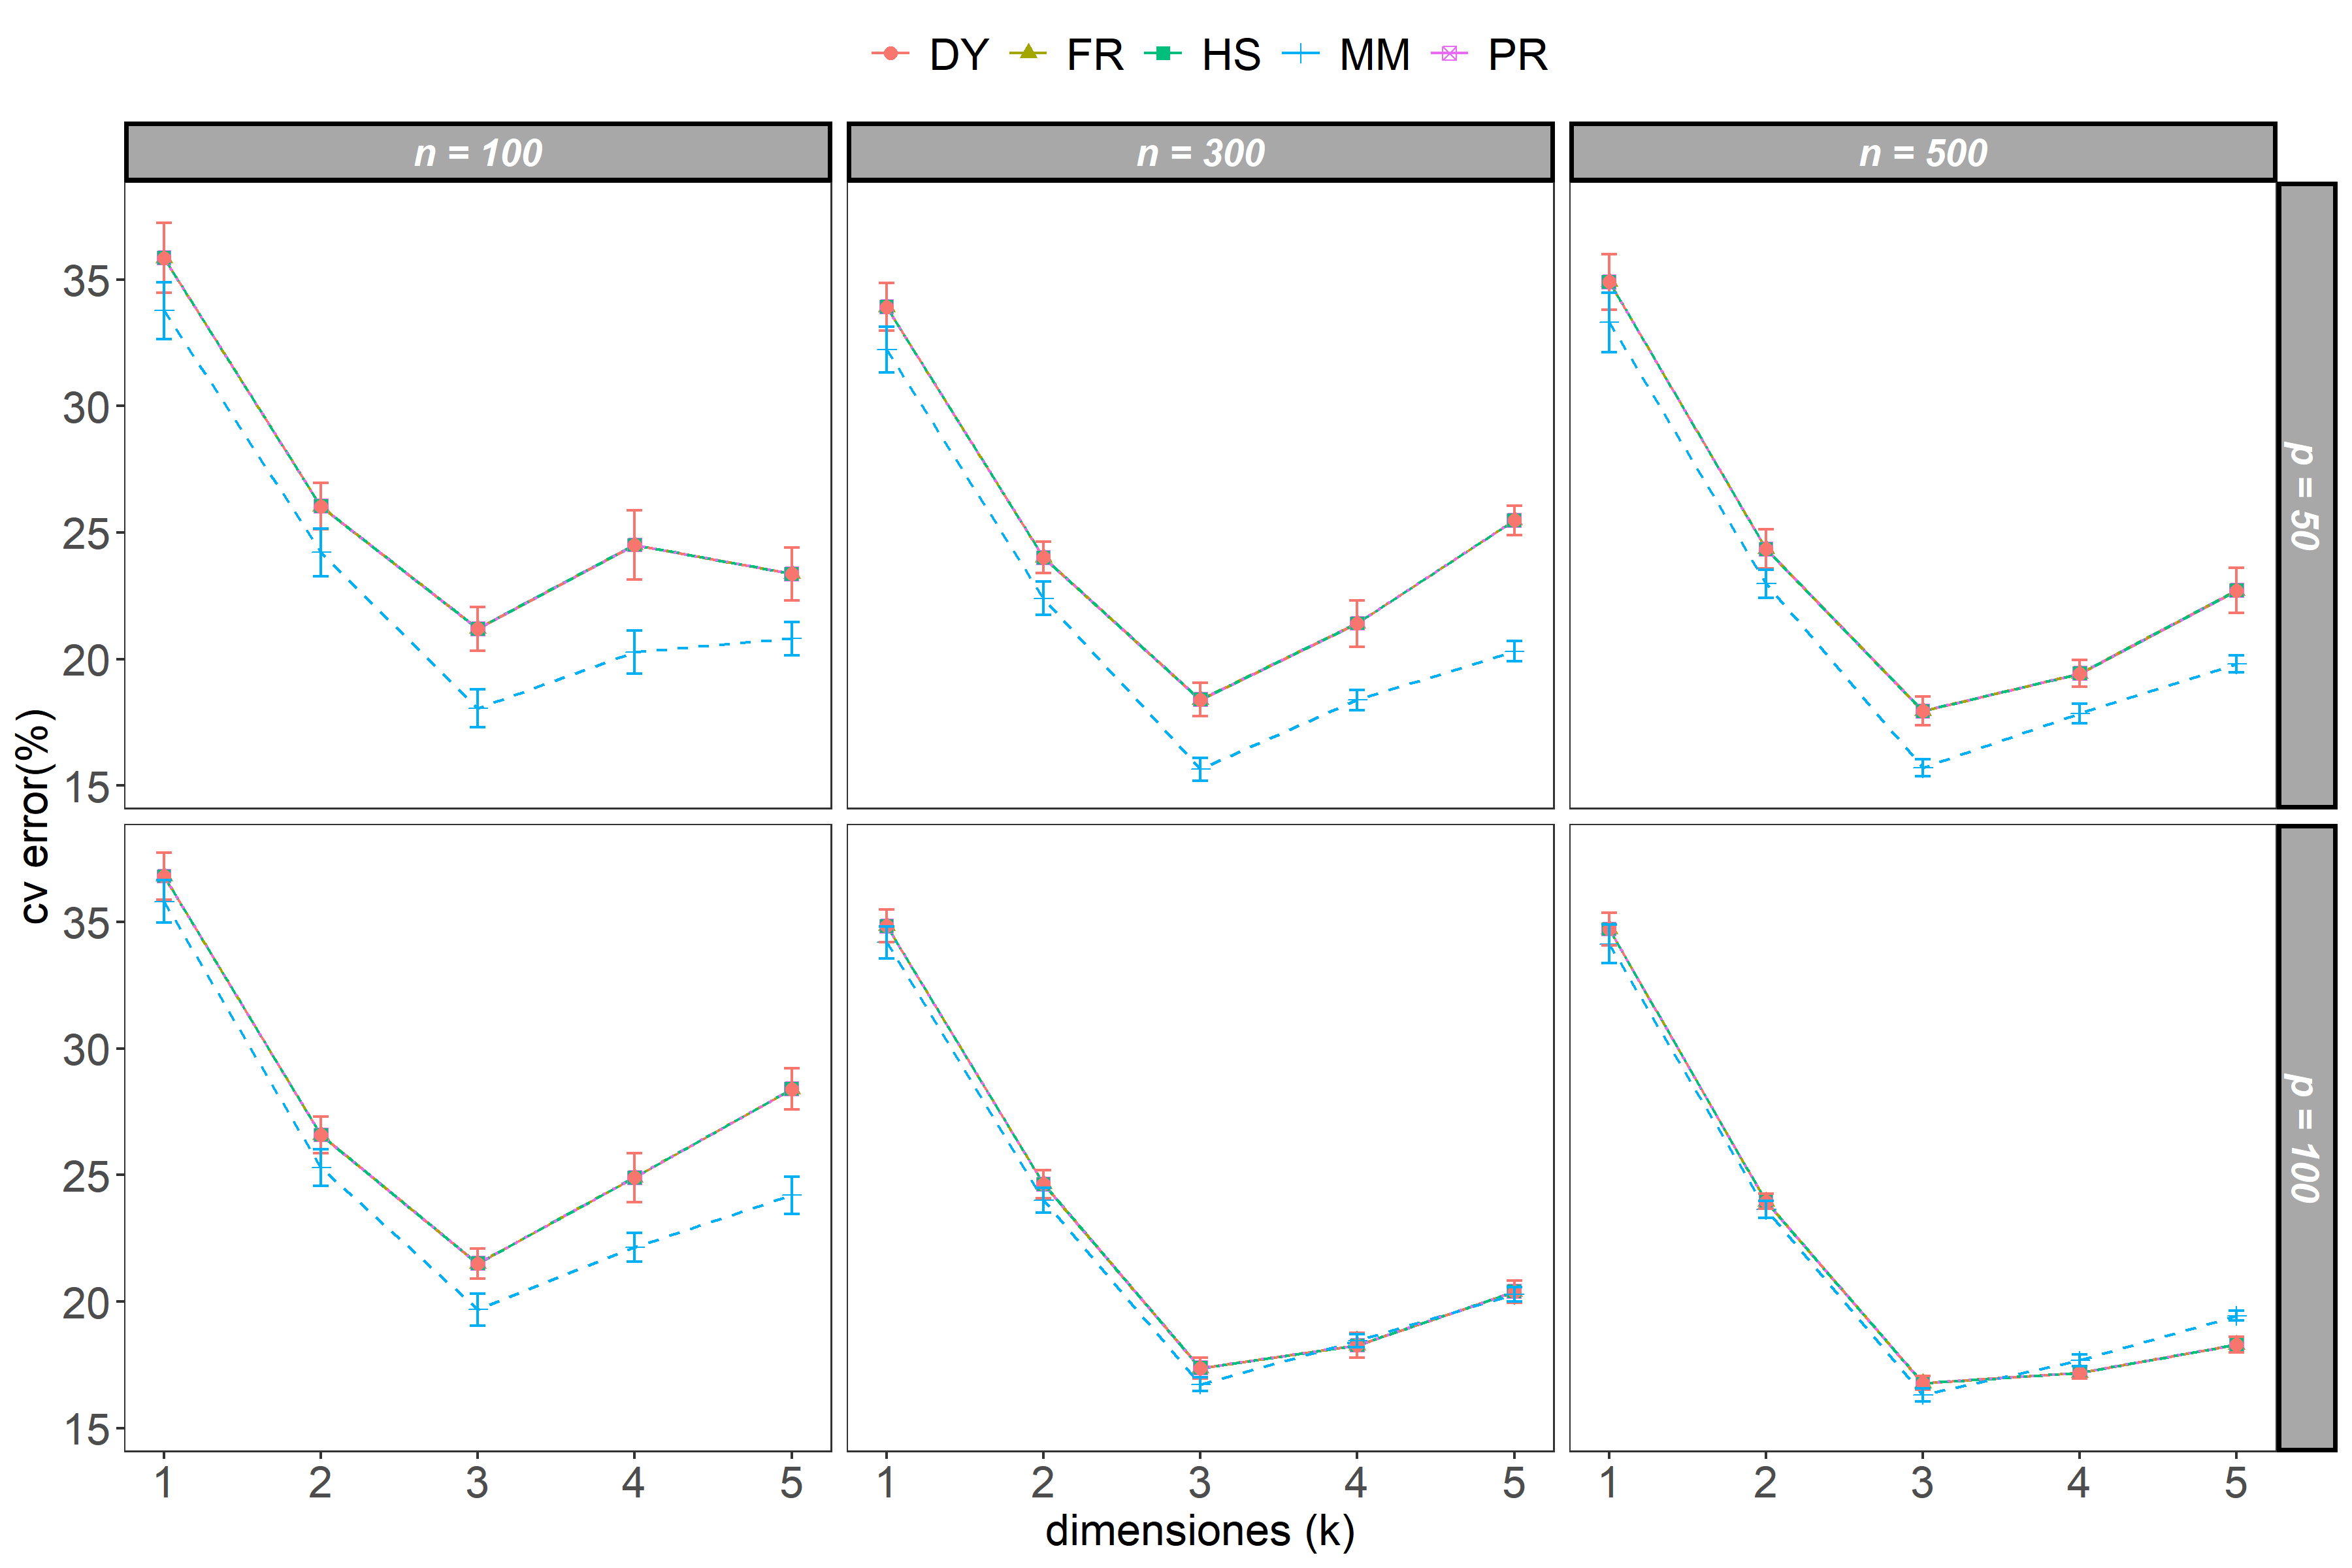 DY FR HS MM PR
n = 100 n = 300 n = 500
35
30
25
20
15
p = 50
cv error(%)
35
30
25
20
15
p = 100
1 2 3 4 5 1 2 3 4 5 1 2 3 4 5
dimensiones (k)